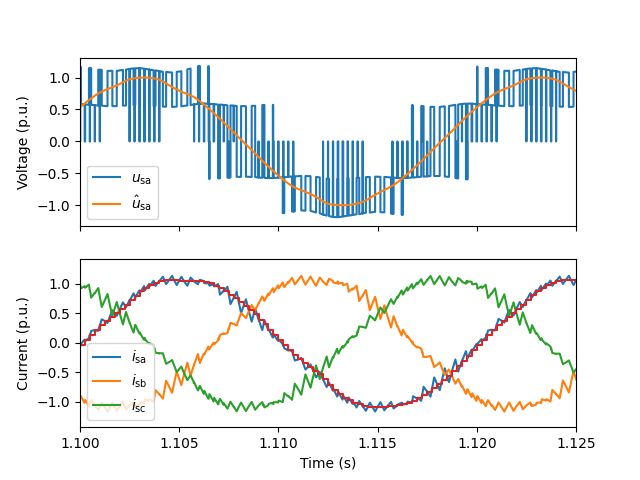 1.0
0.5
0.0
−0.5
−1.0
Voltage (p.u.)
u_sa
û_sa
1.0
0.5
0.0
−0.5
−1.0
Current (p.u.)
i_sa
i_sb
i_sc
1.100 1.105 1.110 1.115 1.120 1.125
Time (s)